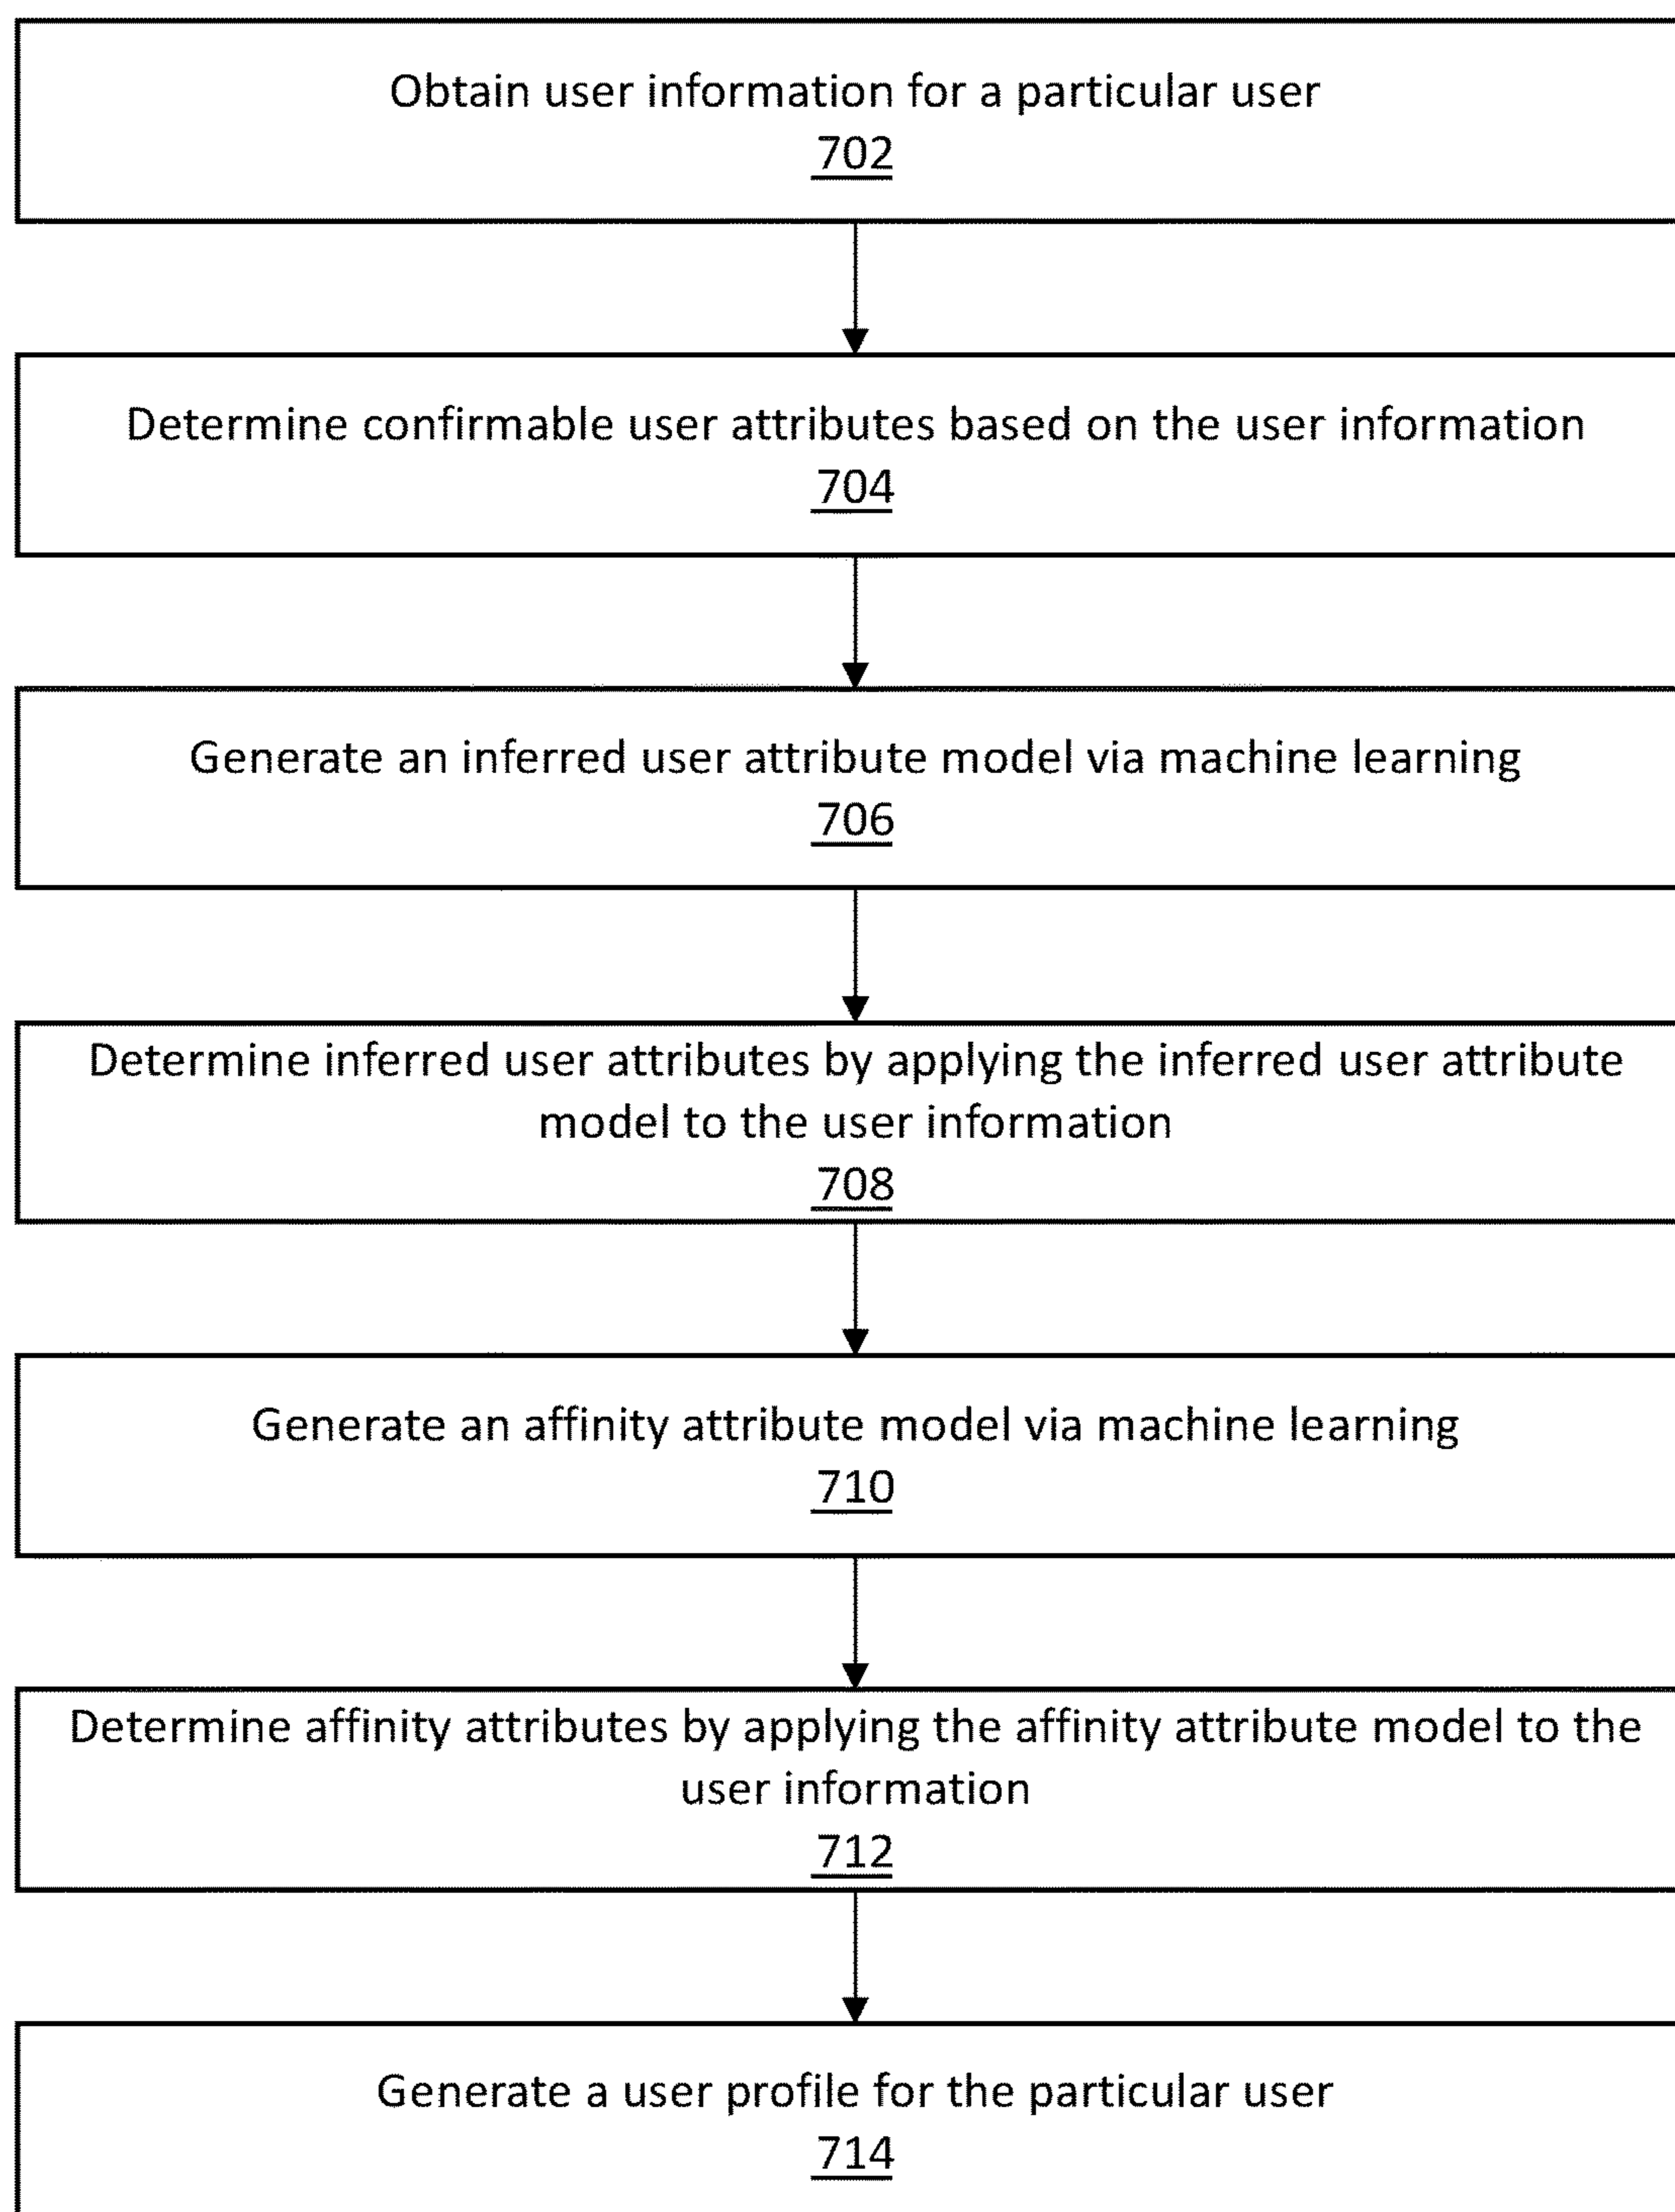 Obtain user information for a particular user
702
Determine confirmable user attributes based on the user information
704
Generate an inferred user attribute model via machine learning
706
Determine inferred user attributes by applying the inferred user attribute
model to the user information
708
Generate an affinity attribute model via machine learning
710
Determine affinity attributes by applying the affinity attribute model to the
user information
712
Generate a user profile for the particular user
714